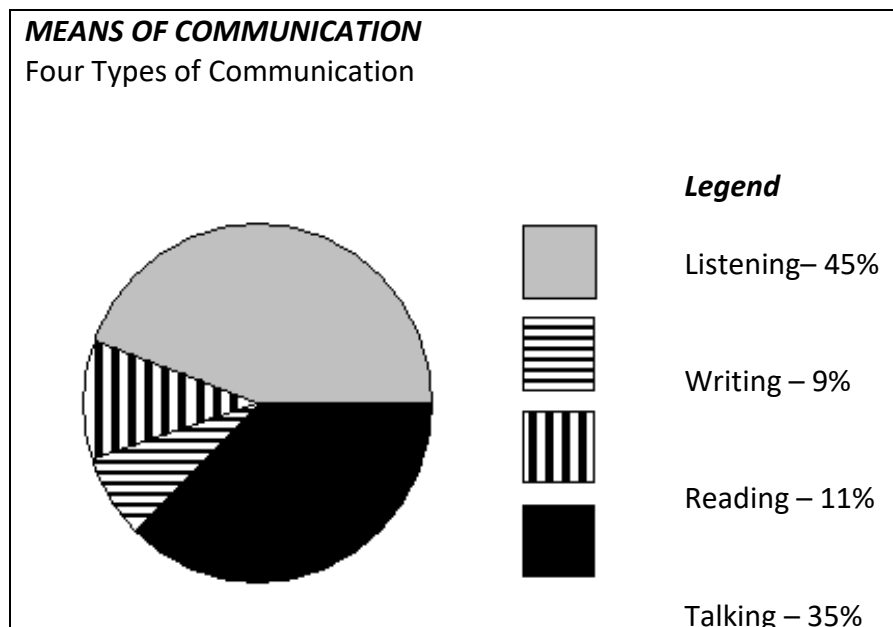 MEANS OF COMMUNICATION
Four Types of Communication
Legend
Listening– 45%
Writing – 9%
Reading – 11%
Talking – 35%